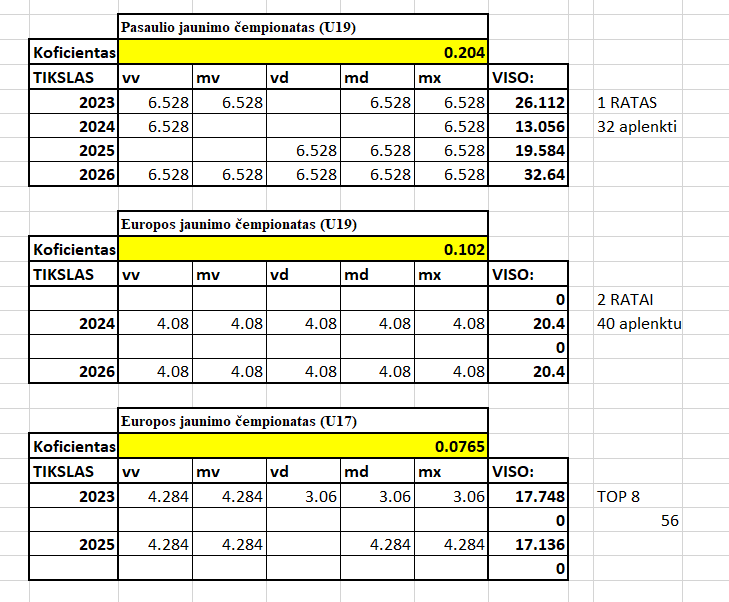 Pasaulio jaunimo čempionatas (U19)
Koficientas 0.204
TIKSLAS vv mv vd md mx VISO:
2023 6.528 6.528 6.528 6.528 26.112 1 RATAS
2024 6.528 6.528 13.056 32 aplenkti
2025 6.528 6.528 6.528 19.584
2026 6.528 6.528 6.528 6.528 6.528 32.64
Europos jaunimo čempionatas (U19)
Koficientas 0.102
TIKSLAS vv mv vd md mx VISO:
0 2 RATAI
2024 4.08 4.08 4.08 4.08 4.08 20.4 40 aplenktu
0
2026 4.08 4.08 4.08 4.08 4.08 20.4
Europos jaunimo čempionatas (U17)
Koficientas 0.0765
TIKSLAS vv mv vd md mx VISO:
2023 4.284 4.284 3.06 3.06 3.06 17.748 TOP 8
0 56
2025 4.284 4.284 4.284 4.284 17.136
0